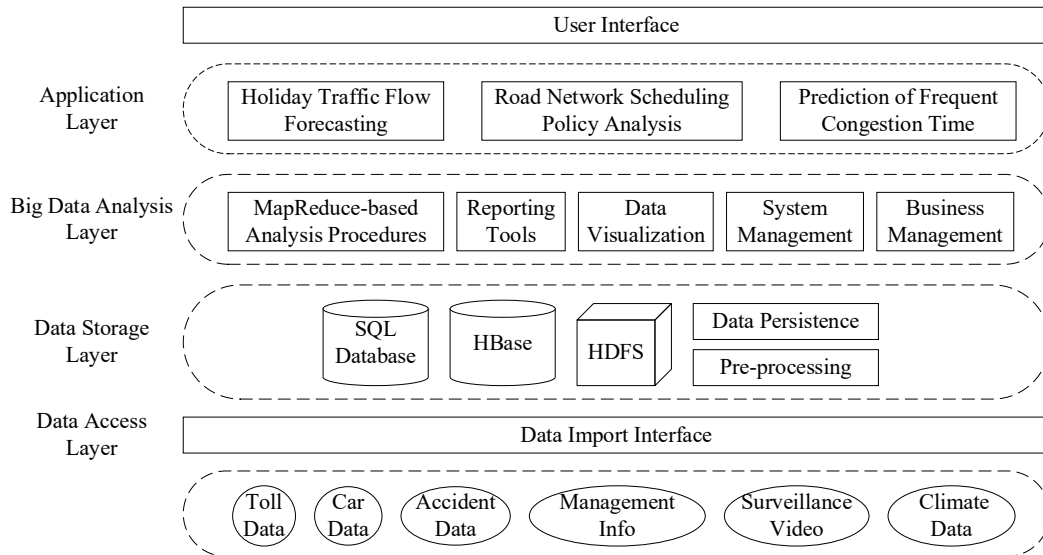 User Interface
Application
Layer
Holiday Traffic Flow
Forecasting
Road Network Scheduling
Policy Analysis
Prediction of Frequent
Congestion Time
Big Data Analysis
Layer
MapReduce-based
Analysis Procedures
Reporting
Tools
Data
Visualization
System
Management
Business
Management
Data Storage
Layer
SQL
Database
HBase
HDFS
Data Persistence
Pre-processing
Data Access
Layer
Data Import Interface
Toll
Data
Car
Data
Accident
Data
Management
Info
Surveillance
Video
Climate
Data